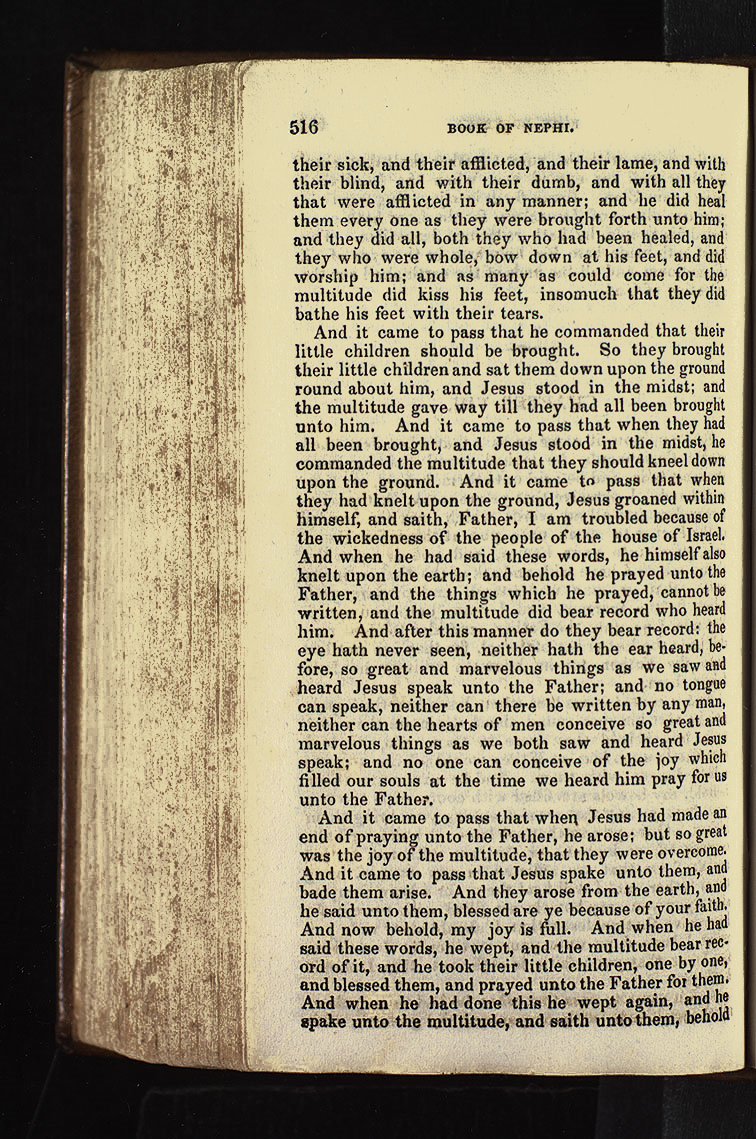 516 BOOK OF NEPHI.
their sick, and their afflicted, and their lame, and with
their blind, and with their dumb, and with all they
that were afflicted in any manner; and he did heal
them every one as they were brought forth unto him;
and they did all, both they who had been healed, and
they who were whole, bow down at his feet, and did
worship him; and as many as could come for the
multitude did kiss his feet, insomuch that they did
bathe his feet with their tears.
And it came to pass that he commanded that their
little children should be brought. So they brought
their little children and sat them down upon the ground
round about him, and Jesus stood in the midst; and
the multitude gave way till they had all been brought
unto him. And it came to pass that when they had
all been brought, and Jesus stood in the midst, he
commanded the multitude that they should kneel down
upon the ground. And it came to pass that when
they had knelt upon the ground, Jesus groaned within
himself, and saith, Father, I am troubled because of
the wickedness of the people of the house of Israel.
And when he had said these words, he himself also
knelt upon the earth; and behold he prayed unto the
Father, and the things which he prayed, cannot be
written, and the multitude did bear record who heard
him. And after this manner do they bear record: the
eye hath never seen, neither hath the ear heard, be-
fore, so great and marvelous things as we saw and
heard Jesus speak unto the Father; and no tongue
can speak, neither can there be written by any man,
neither can the hearts of men conceive so great and
marvelous things as we both saw and heard Jesus
speak; and no one can conceive of the joy which
filled our souls at the time we heard him pray for us
unto the Father.
And it came to pass that when Jesus had made an
end of praying unto the Father, he arose; but so great
was the joy of the multitude, that they were overcome.
And it came to pass that Jesus spake unto them, and
bade them arise. And they arose from the earth, and
he said unto them, blessed are ye because of your faith.
And now behold, my joy is full. And when he had
said these words, he wept, and the multitude bear rec-
ord of it, and he took their little children, one by one,
and blessed them, and prayed unto the Father for them.
And when he had done this he wept again, and he
spake unto the multitude, and saith unto them, behold